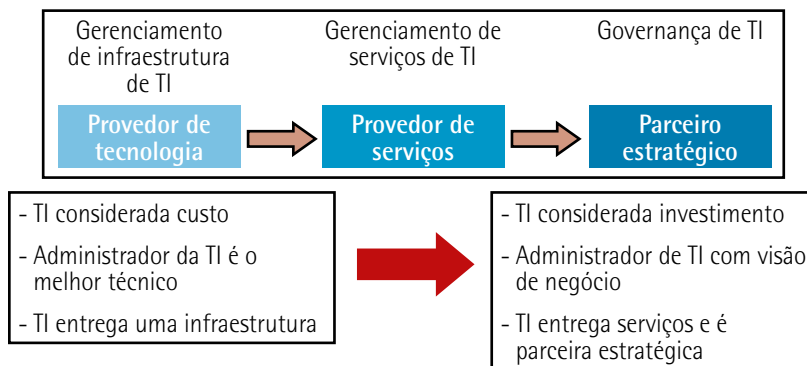 Gerenciamento
de infraestrutura
de TI
Gerenciamento de
serviços de TI
Governança de TI
Provedor de
tecnologia
Provedor de
serviços
Parceiro
estratégico
- TI considerada custo
- Administrador da TI é o
melhor técnico
- TI entrega uma infraestrutura
- TI considerada investimento
- Administrador de TI com visão
de negócio
- TI entrega serviços e é
parceira estratégica